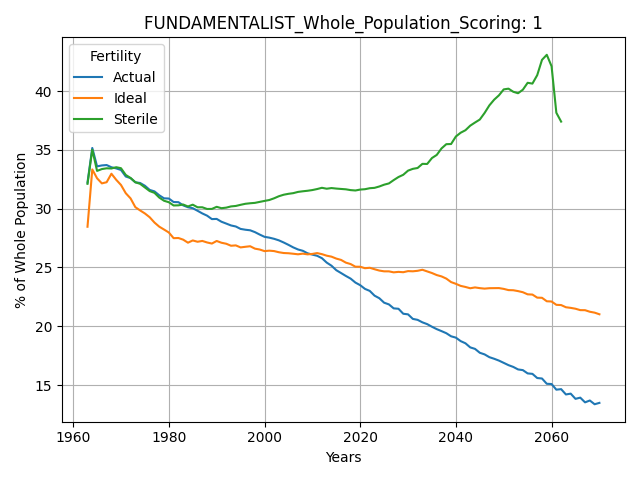 FUNDAMENTALIST_Whole_Population_Scoring: 1
Fertility
Actual
Ideal
Sterile
% of Whole Population
40
35
30
25
20
15
1960
1980
2000
2020
2040
2060
Years